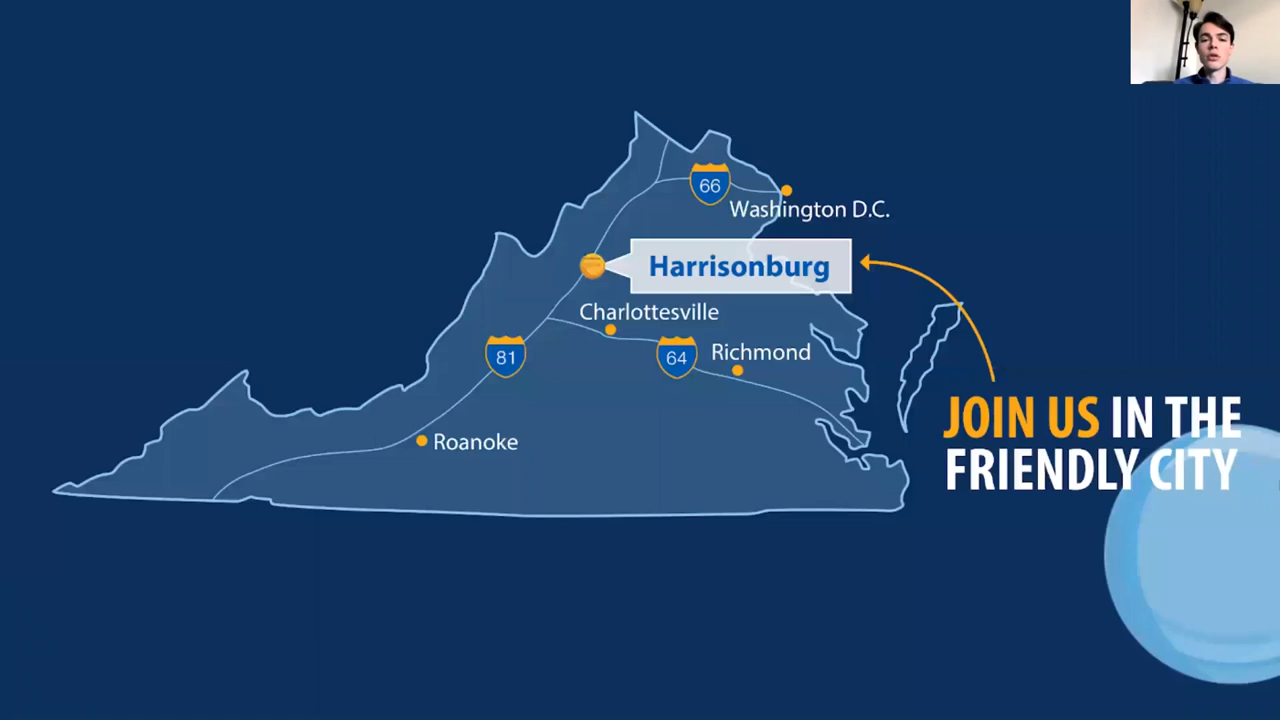 66
Washington D.C.
Harrisonburg
Charlottesville
81
64
Richmond
JOIN US IN THE
FRIENDLY CITY
Roanoke